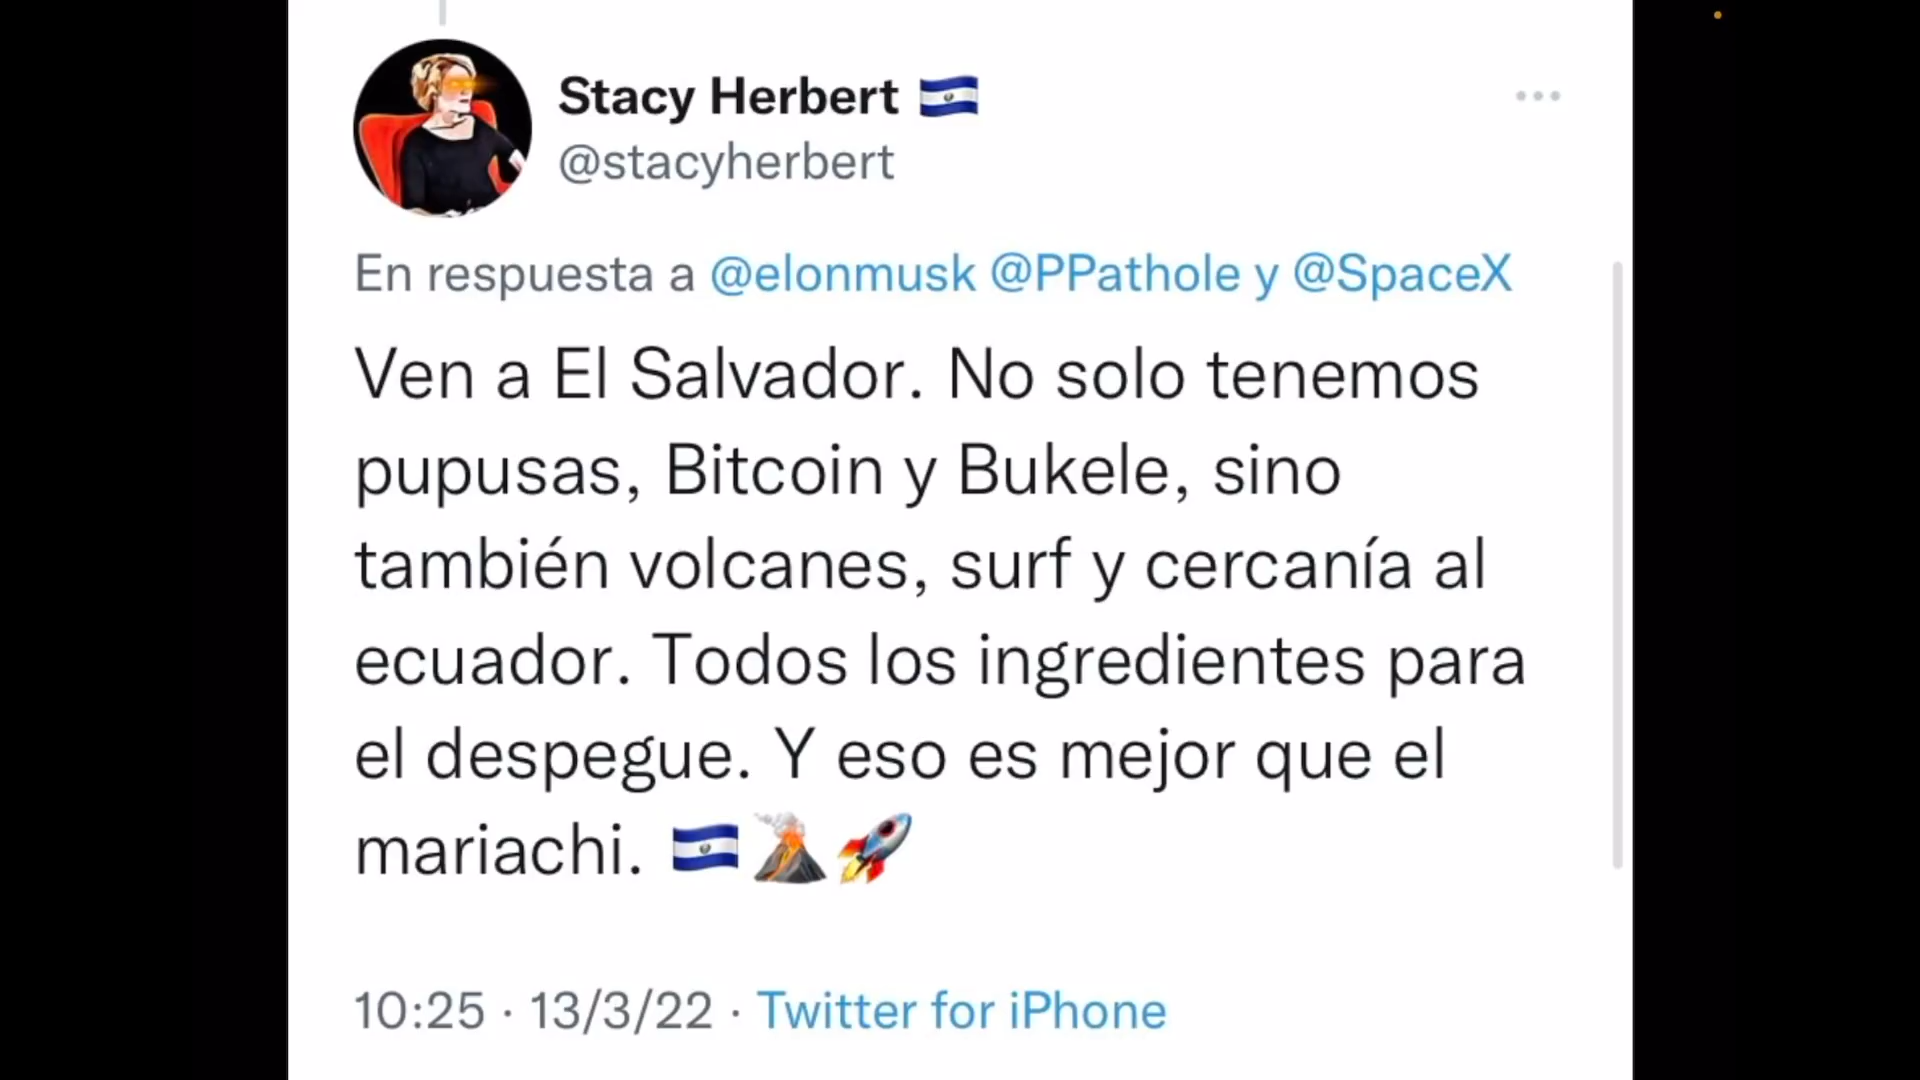 Stacy Herbert 🇸🇻
@stacyherbert
En respuesta a @elonmusk @PPathole y @SpaceX
Ven a El Salvador. No solo tenemos
pupusas, Bitcoin y Bukele, sino
también volcanes, surf y cercanía al
ecuador. Todos los ingredientes para
el despegue. Y eso es mejor que el
mariachi. 🇸🇻🌋🚀
10:25 · 13/3/22 · Twitter for iPhone